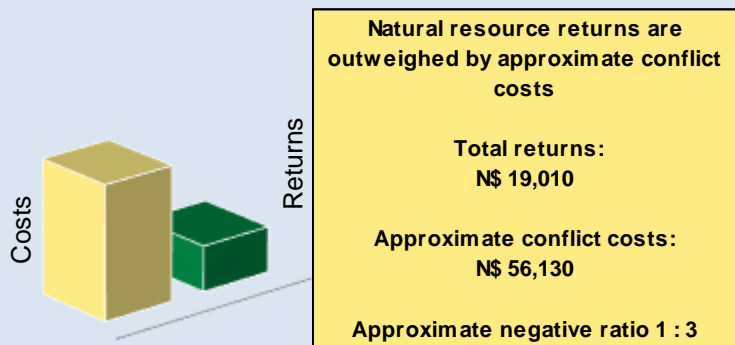 Costs
Returns
Natural resource returns are
outweighed by approximate conflict
costs
Total returns:
N$ 19,010
Approximate conflict costs:
N$ 56,130
Approximate negative ratio 1 : 3